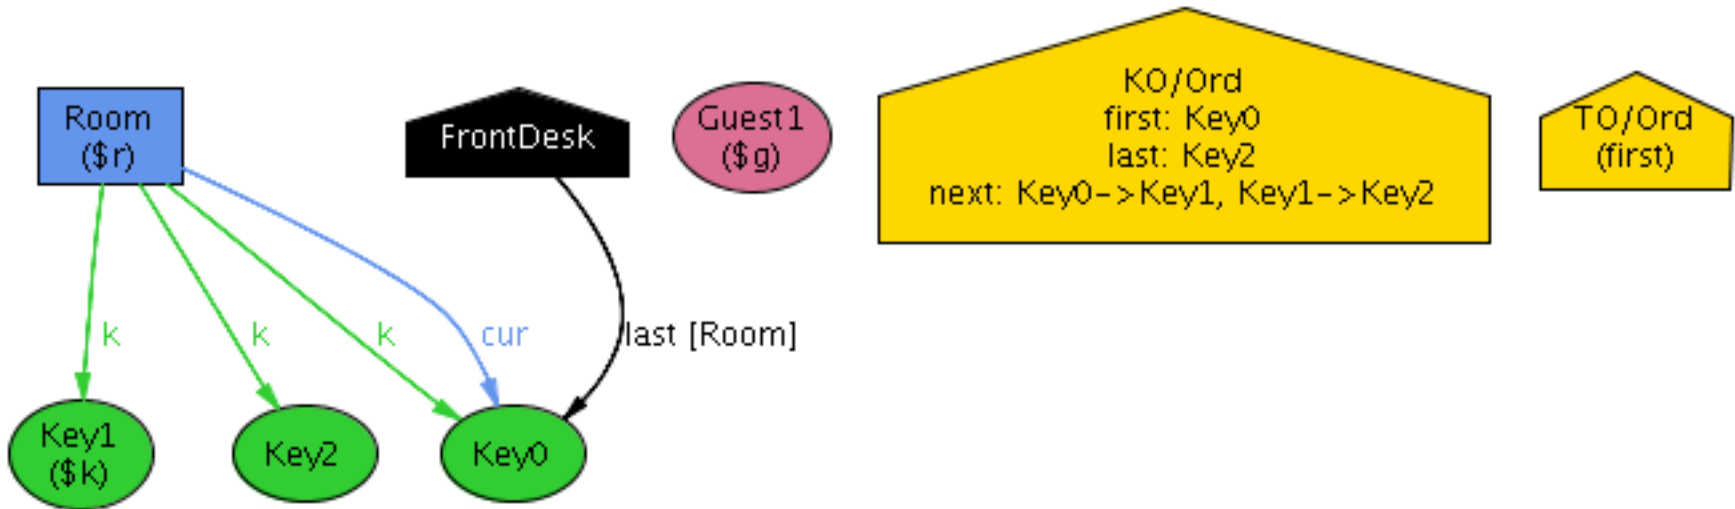 Room
($r)
FrontDesk
Guest1
($g)
KO/Ord
first: Key0
last: Key2
next: Key0->Key1, Key1->Key2
TO/Ord
(first)
k
k
k
cur
last [Room]
Key1
($k)
Key2
Key0